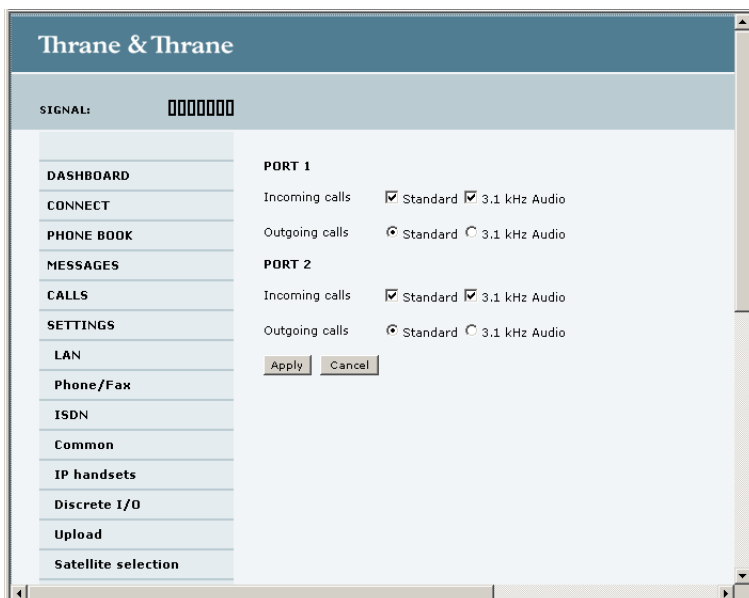 Thrane & Thrane
SIGNAL:
DASHBOARD
CONNECT
PHONE BOOK
MESSAGES
CALLS
SETTINGS
LAN
Phone/Fax
ISDN
Common
IP handsets
Discrete I/O
Upload
Satellite selection
PORT 1
Incoming calls Standard 3.1 kHz Audio
Outgoing calls Standard 3.1 kHz Audio
PORT 2
Incoming calls Standard 3.1 kHz Audio
Outgoing calls Standard 3.1 kHz Audio
Apply Cancel